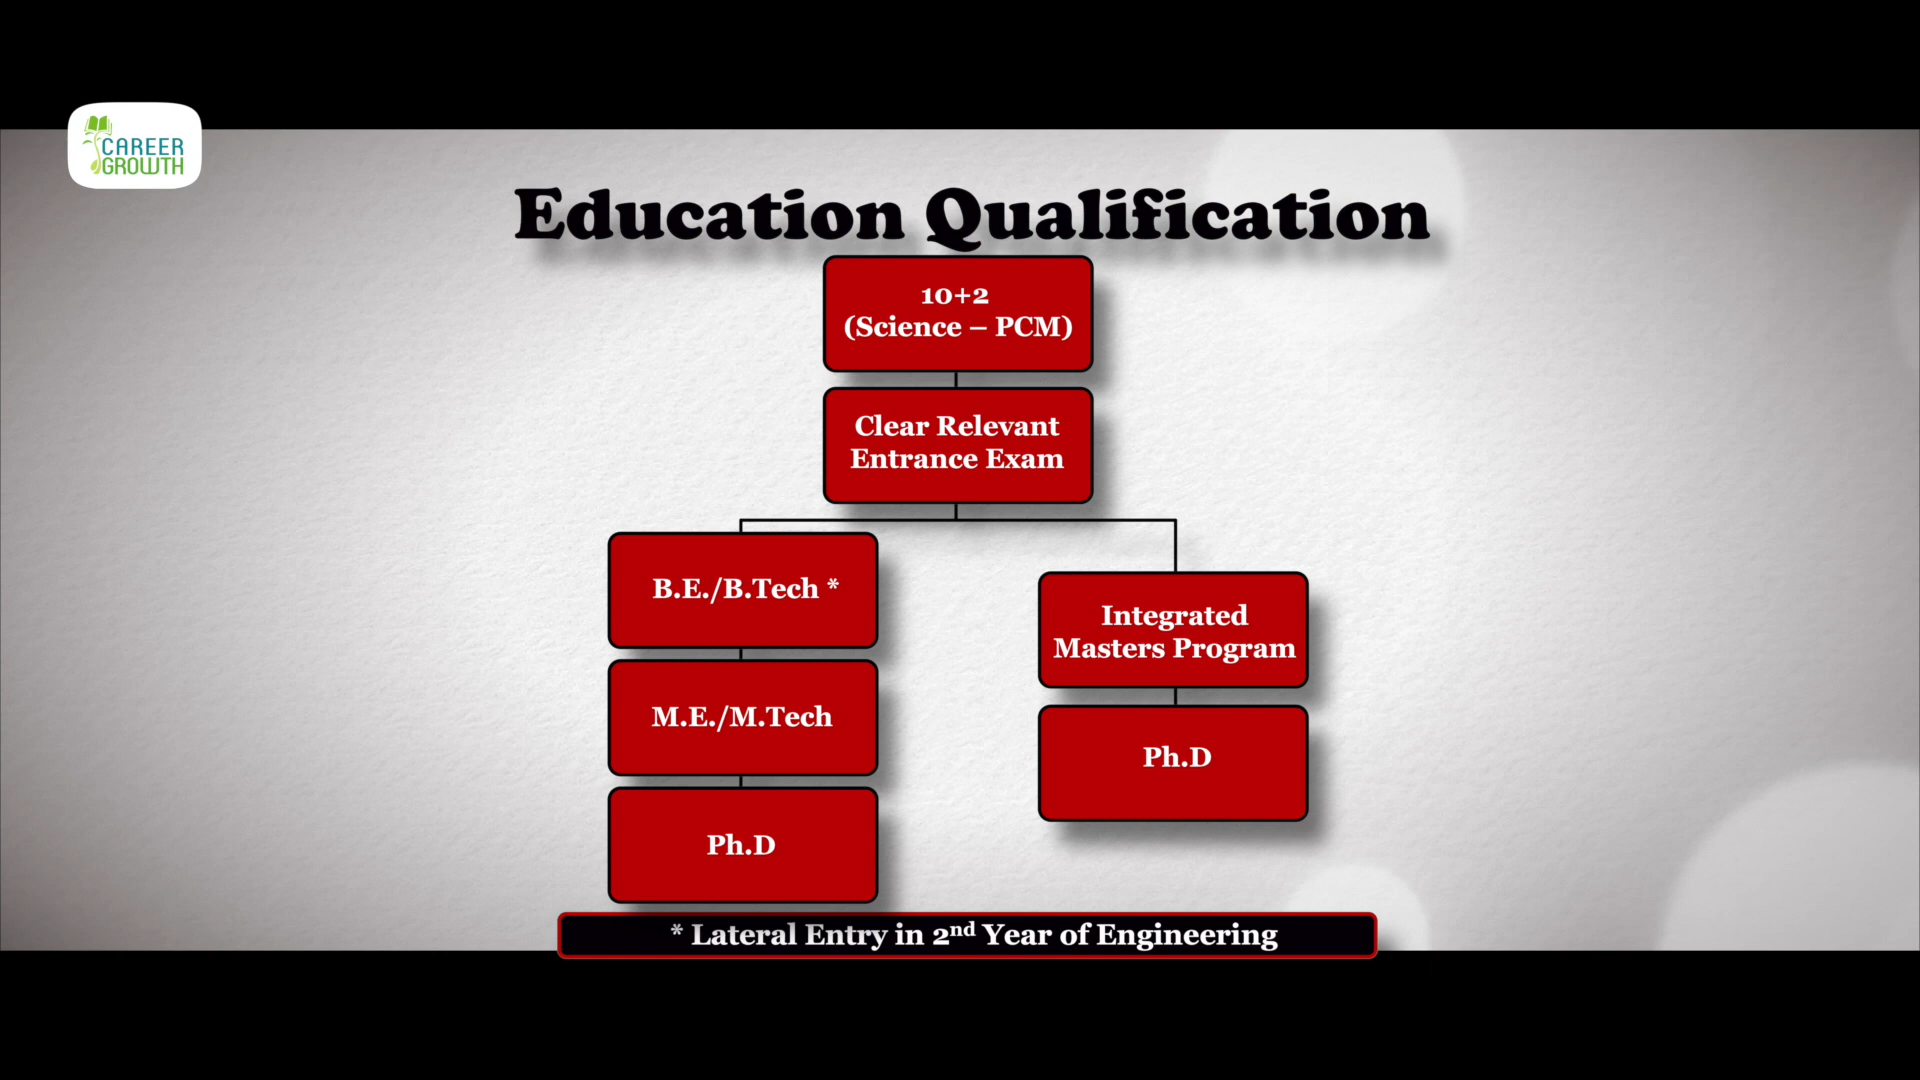 CAREER
GROWTH
Education Qualification
10+2
(Science – PCM)
Clear Relevant
Entrance Exam
B.E./B.Tech *
M.E./M.Tech
Ph.D
Integrated
Masters Program
Ph.D
* Lateral Entry in 2nd Year of Engineering